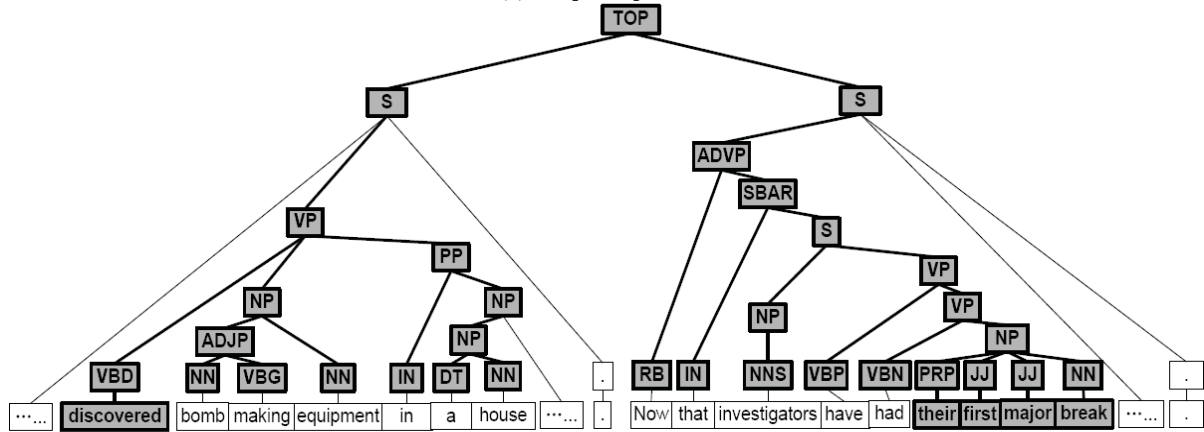 TOP
S S
ADVP
SBAR
VP S
PP VP
NP NP NP VP
ADJP NP NP
VBD NN VBG NN IN DT NN . RB IN NNS VBP VBN PRP JJ JJ NN .
...... discovered bomb making equipment in a house ...... . Now that investigators have had their first major break ...... .